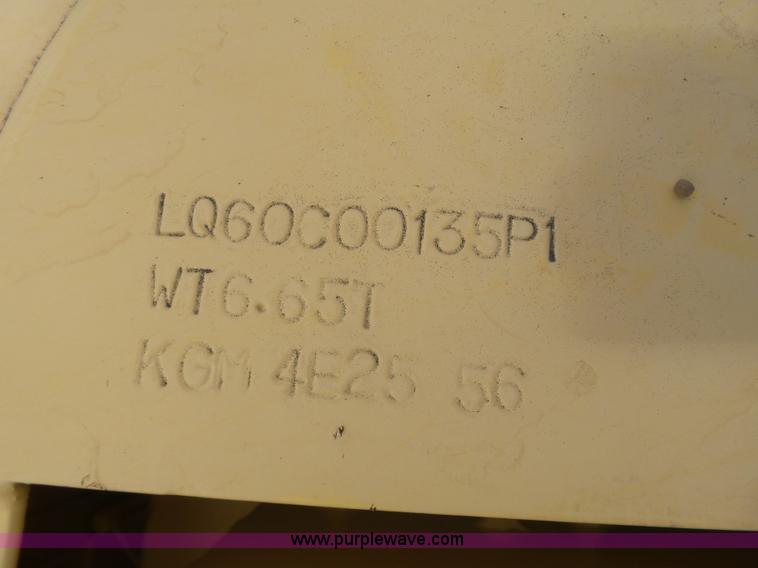 LQ60C00135P1
WT6.65T
KGM 4E25 56
www.purplewave.com